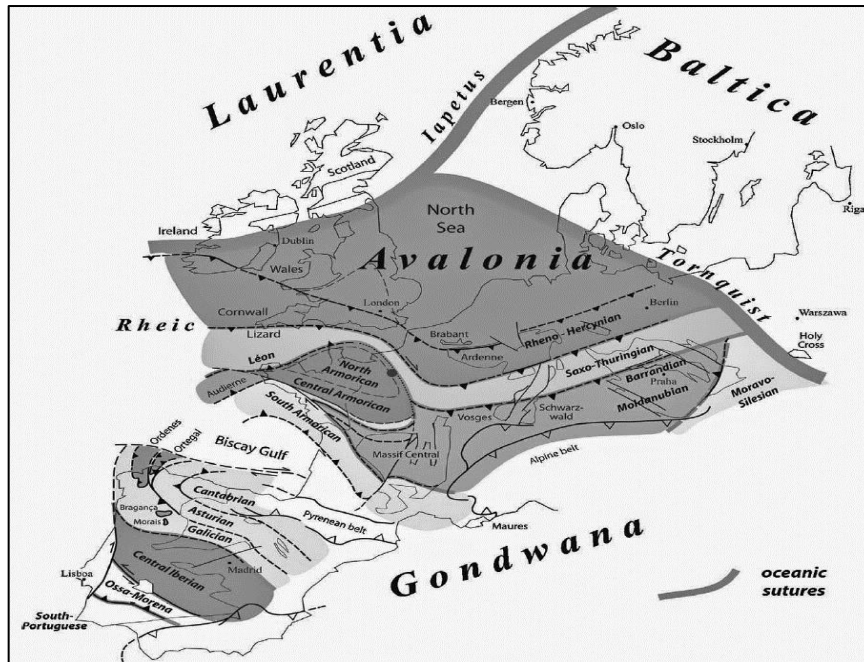 Laurentia
Baltica
Iapetus
Bergen
Oslo
Stockholm
Riga
Scotland
North
Sea
Ireland
Dublin
Avalonia
Tornquist
Wales
Cornwall
London
Berlin
Warszawa
Rheic
Lizard
Brabant
Ardenne
Rheno-Hercynian
Holy
Cross
Léon
North
Armorican
Saxo-Thuringian
Barrandian
Praha
Audierne
Central Armorican
Moldanubian
Moravo-
Silesian
South Armorican
Vosges
Schwarz-
wald
Ordenes
Ortegal
Biscay Gulf
Massif Central
Alpine belt
Cantabrian
Bragança
Morais
Asturian
Pyrenean belt
Maures
Galician
Gondwana
Central Iberian
Madrid
Lisboa
Ossa-Morena
South-
Portuguese
oceanic
sutures